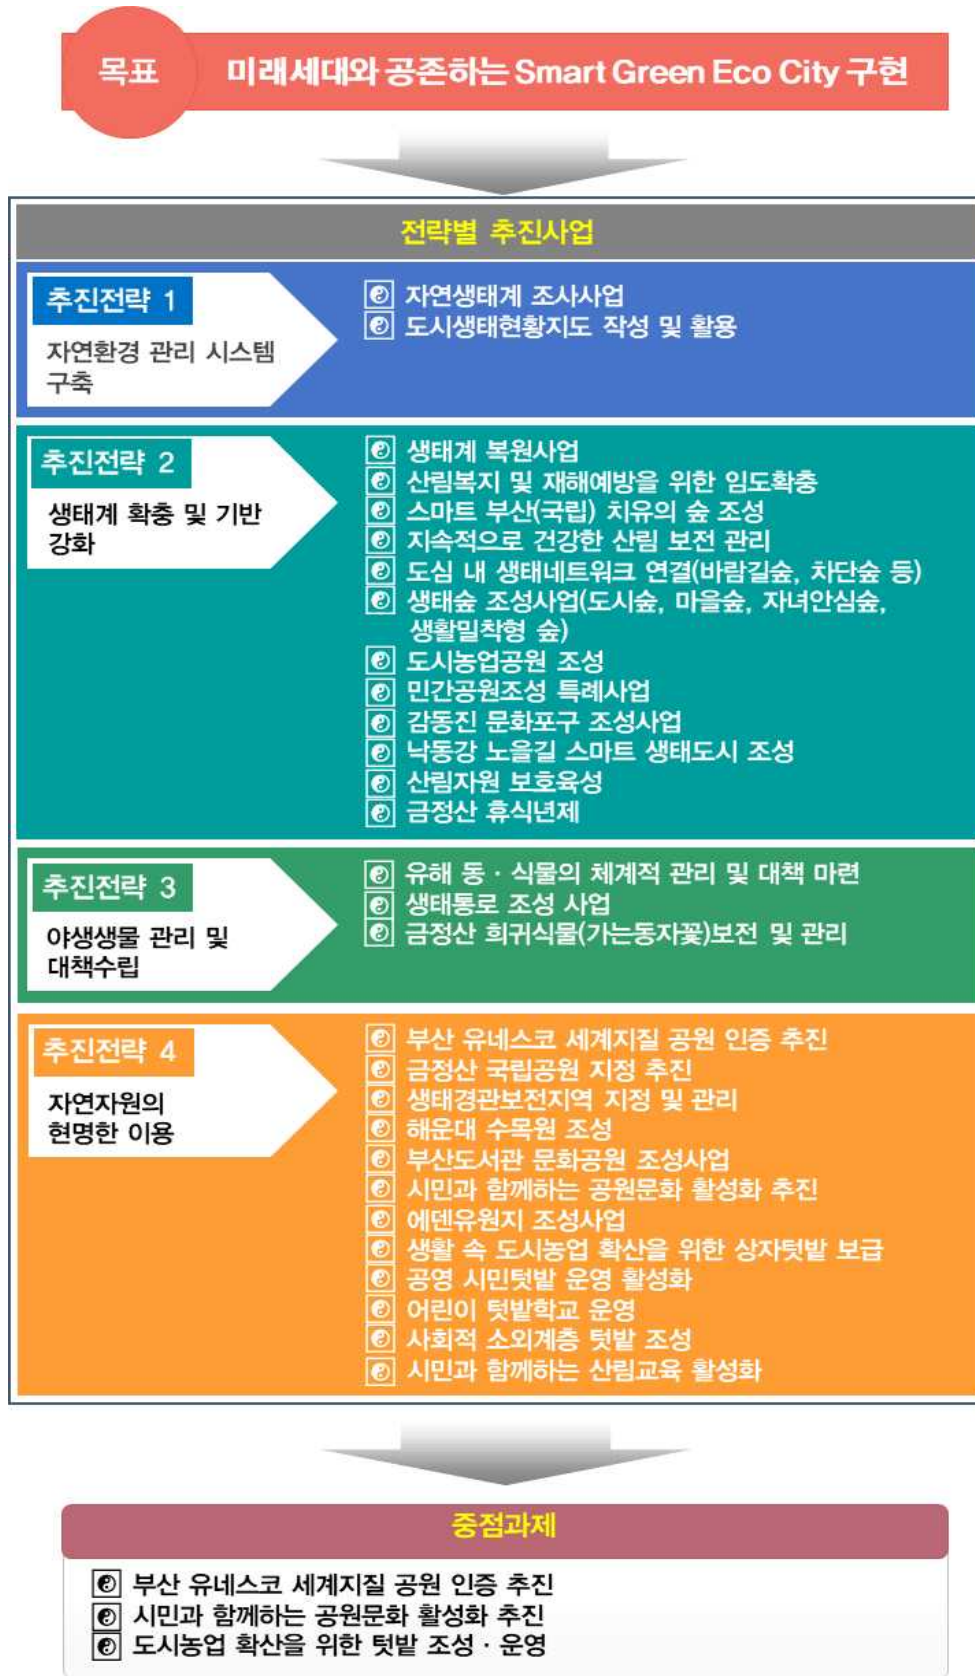 목표
미래세대와 공존하는 Smart Green Eco City 구현
전략별 추진사업
추진전략 1
자연환경 관리 시스템
구축
자연생태계 조사사업
도시생태현황지도 작성 및 활용
추진전략 2
생태계 확충 및 기반
강화
생태계 복원사업
산림복지 및 재해예방을 위한 임도확충
스마트 부산(국립) 치유의 숲 조성
지속적으로 건강한 산림 보전 관리
도심 내 생태네트워크 연결(바람길숲, 차단숲 등)
생태숲 조성사업(도시숲, 마을숲, 자녀안심숲,
생활밀착형 숲)
도시농업공원 조성
민간공원조성 특례사업
감동진 문화포구 조성사업
낙동강 노을길 스마트 생태도시 조성
산림자원 보호육성
금정산 휴식년제
추진전략 3
야생생물 관리 및
대책수립
유해 동·식물의 체계적 관리 및 대책 마련
생태통로 조성 사업
금정산 희귀식물(가는동자꽃)보전 및 관리
추진전략 4
자연자원의
현명한 이용
부산 유네스코 세계지질 공원 인증 추진
금정산 국립공원 지정 추진
생태경관보전지역 지정 및 관리
해운대 수목원 조성
부산도서관 문화공원 조성사업
시민과 함께하는 공원문화 활성화 추진
에덴유원지 조성사업
생활 속 도시농업 확산을 위한 상자텃밭 보급
공영 시민텃밭 운영 활성화
어린이 텃밭학교 운영
사회적 소외계층 텃밭 조성
시민과 함께하는 산림교육 활성화
중점과제
부산 유네스코 세계지질 공원 인증 추진
시민과 함께하는 공원문화 활성화 추진
도시농업 확산을 위한 텃밭 조성·운영